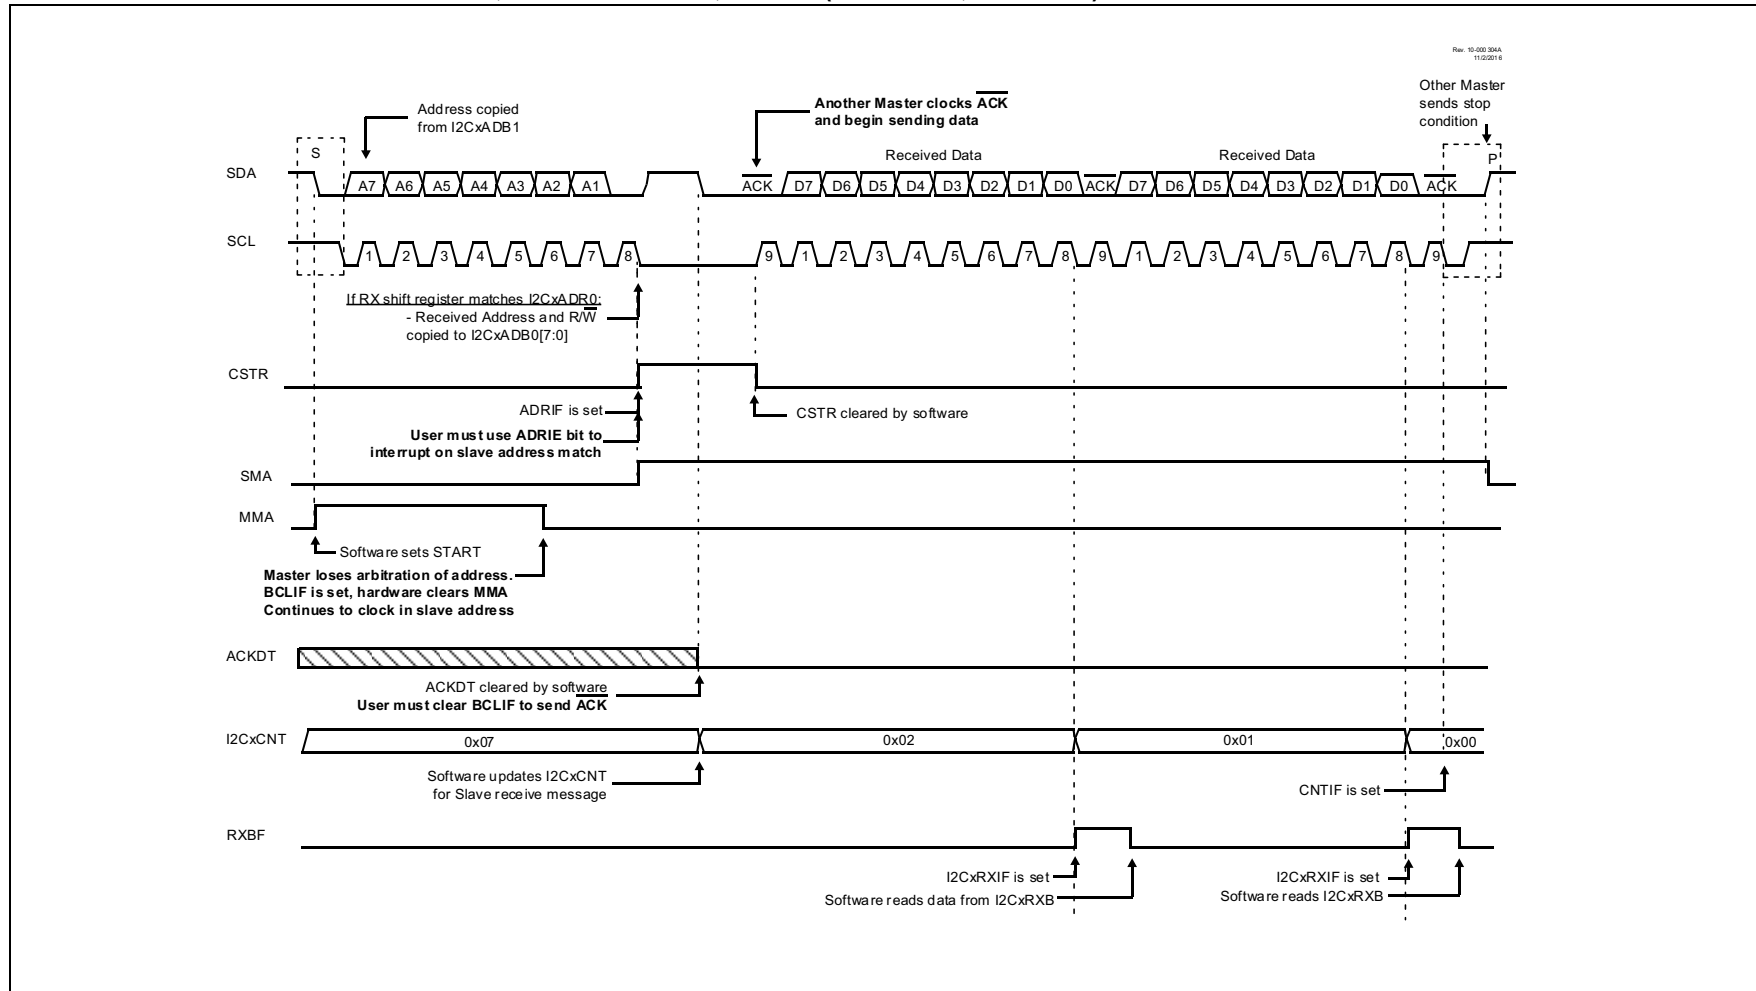 Rev. 10-000 304A
11/2/2016
Other Master
sends stop
condition
Address copied
from I2CxADB1
Another Master clocks ACK
and begin sending data
S
Received Data
Received Data
P
SDA
A7 A6 A5 A4 A3 A2 A1
ACK D7 D6 D5 D4 D3 D2 D1 D0 ACK D7 D6 D5 D4 D3 D2 D1 D0 ACK
SCL
1 2 3 4 5 6 7 8 9 1 2 3 4 5 6 7 8 9 1 2 3 4 5 6 7 8 9
If RX shift register matches I2CxADR0:
- Received Address and R/W
copied to I2CxADB0[7:0]
CSTR
ADRIF is set
CSTR cleared by software
User must use ADRIE bit to
interrupt on slave address match
SMA
MMA
Software sets START
Master loses arbitration of address.
BCLIF is set, hardware clears MMA
Continues to clock in slave address
ACKDT
ACKDT cleared by software
User must clear BCLIF to send ACK
I2CxCNT
0x07 0x02 0x01 0x00
Software updates I2CxCNT
for Slave receive message
CNTIF is set
RXBF
I2CxRXIF is set
Software reads data from I2CxRXB
I2CxRXIF is set
Software reads I2CxRXB